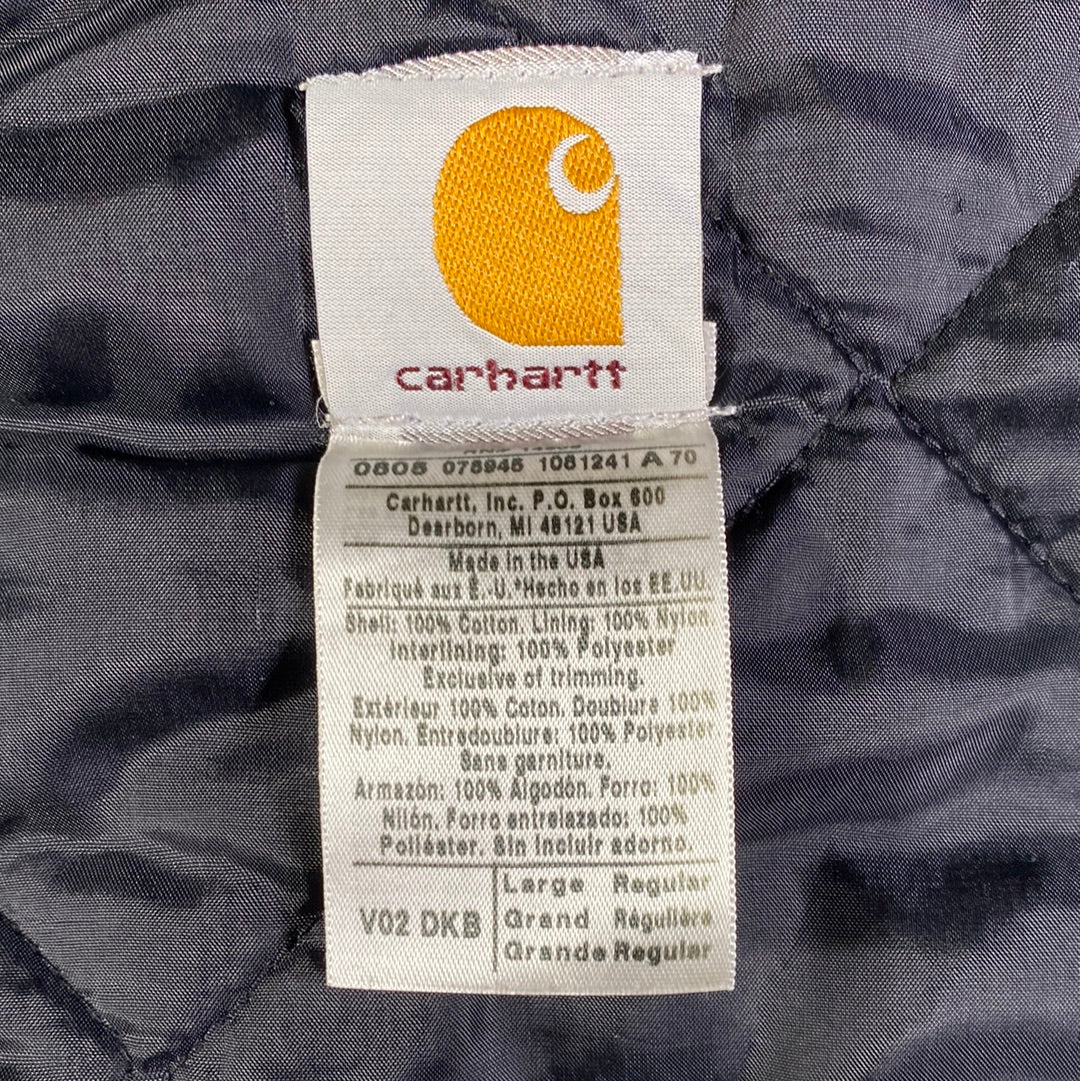 carhartt
0808 078945 1081241 A 70
Carhartt, Inc. P.O. Box 600
Dearborn, MI 48121 USA
Made in the USA
Fabriqué aux É.-U.*Hecho en los EE.UU.
Shell: 100% Cotton. Lining: 100% Nylon
Interlining: 100% Polyester
Exclusive of trimming.
Extérieur 100% Coton. Doublure 100%
Nylon. Entredoublure: 100% Polyester
Sans garniture.
Armazón: 100% Algodón. Forro: 100%
Nilón. Forro entrelazado: 100%
Poliéster. Sin incluir adorno.
V02 DKB
Large Regular
Grand Régulière
Grande Regular